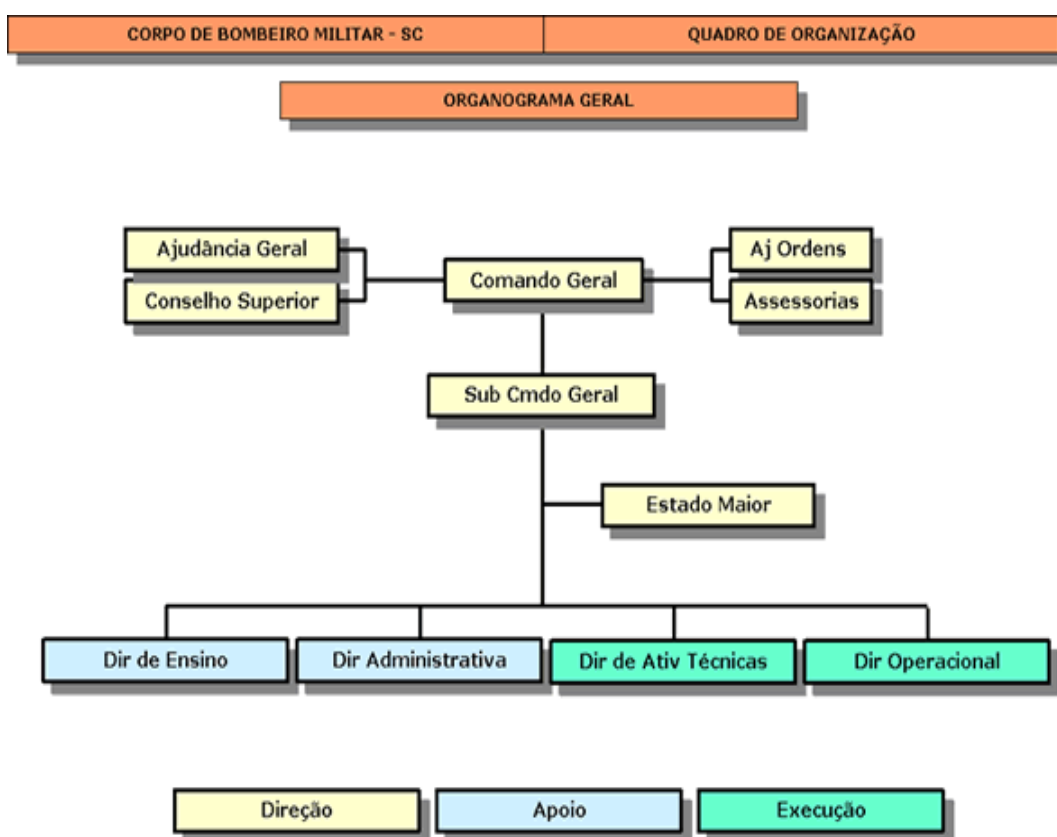 CORPO DE BOMBEIRO MILITAR - SC
QUADRO DE ORGANIZAÇÃO
ORGANOGRAMA GERAL
Ajudância Geral
Aj Ordens
Comando Geral
Conselho Superior
Assessorias
Sub Cmdo Geral
Estado Maior
Dir de Ensino
Dir Administrativa
Dir de Ativ Técnicas
Dir Operacional
Direção
Apoio
Execução